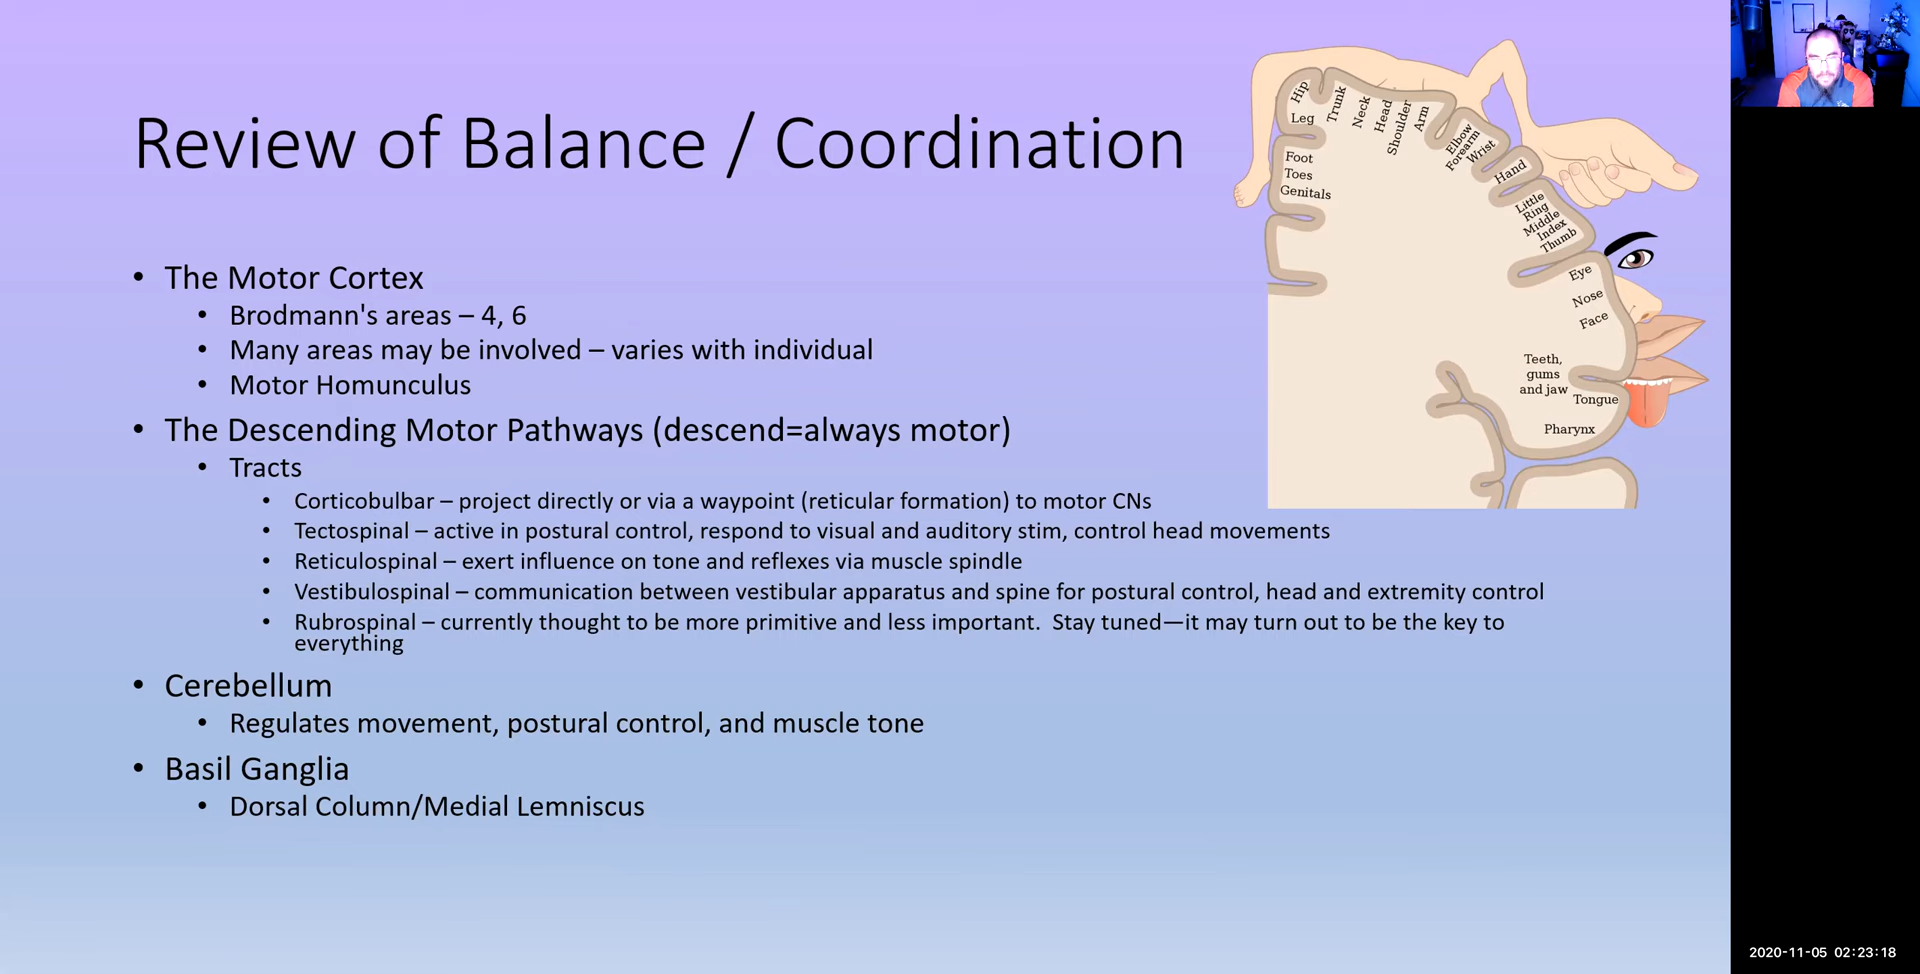 Review of Balance / Coordination
• The Motor Cortex
• Brodmann's areas – 4, 6
• Many areas may be involved – varies with individual
• Motor Homunculus
• The Descending Motor Pathways (descend=always motor)
• Tracts
• Corticobulbar – project directly or via a waypoint (reticular formation) to motor CNs
• Tectospinal – active in postural control, respond to visual and auditory stim, control head movements
• Reticulospinal – exert influence on tone and reflexes via muscle spindle
• Vestibulospinal – communication between vestibular apparatus and spine for postural control, head and extremity control
• Rubrospinal – currently thought to be more primitive and less important.  Stay tuned—it may turn out to be the key to
everything
• Cerebellum
• Regulates movement, postural control, and muscle tone
• Basil Ganglia
• Dorsal Column/Medial Lemniscus
Genitals
Toes
Foot
Leg
Hip
Trunk
Neck
Head
Shoulder
Arm
Elbow
Forearm
Wrist
Hand
Little
Ring
Middle
Index
Thumb
Eye
Nose
Face
Teeth,
gums
and jaw
Tongue
Pharynx
2020-11-05 02:23:18